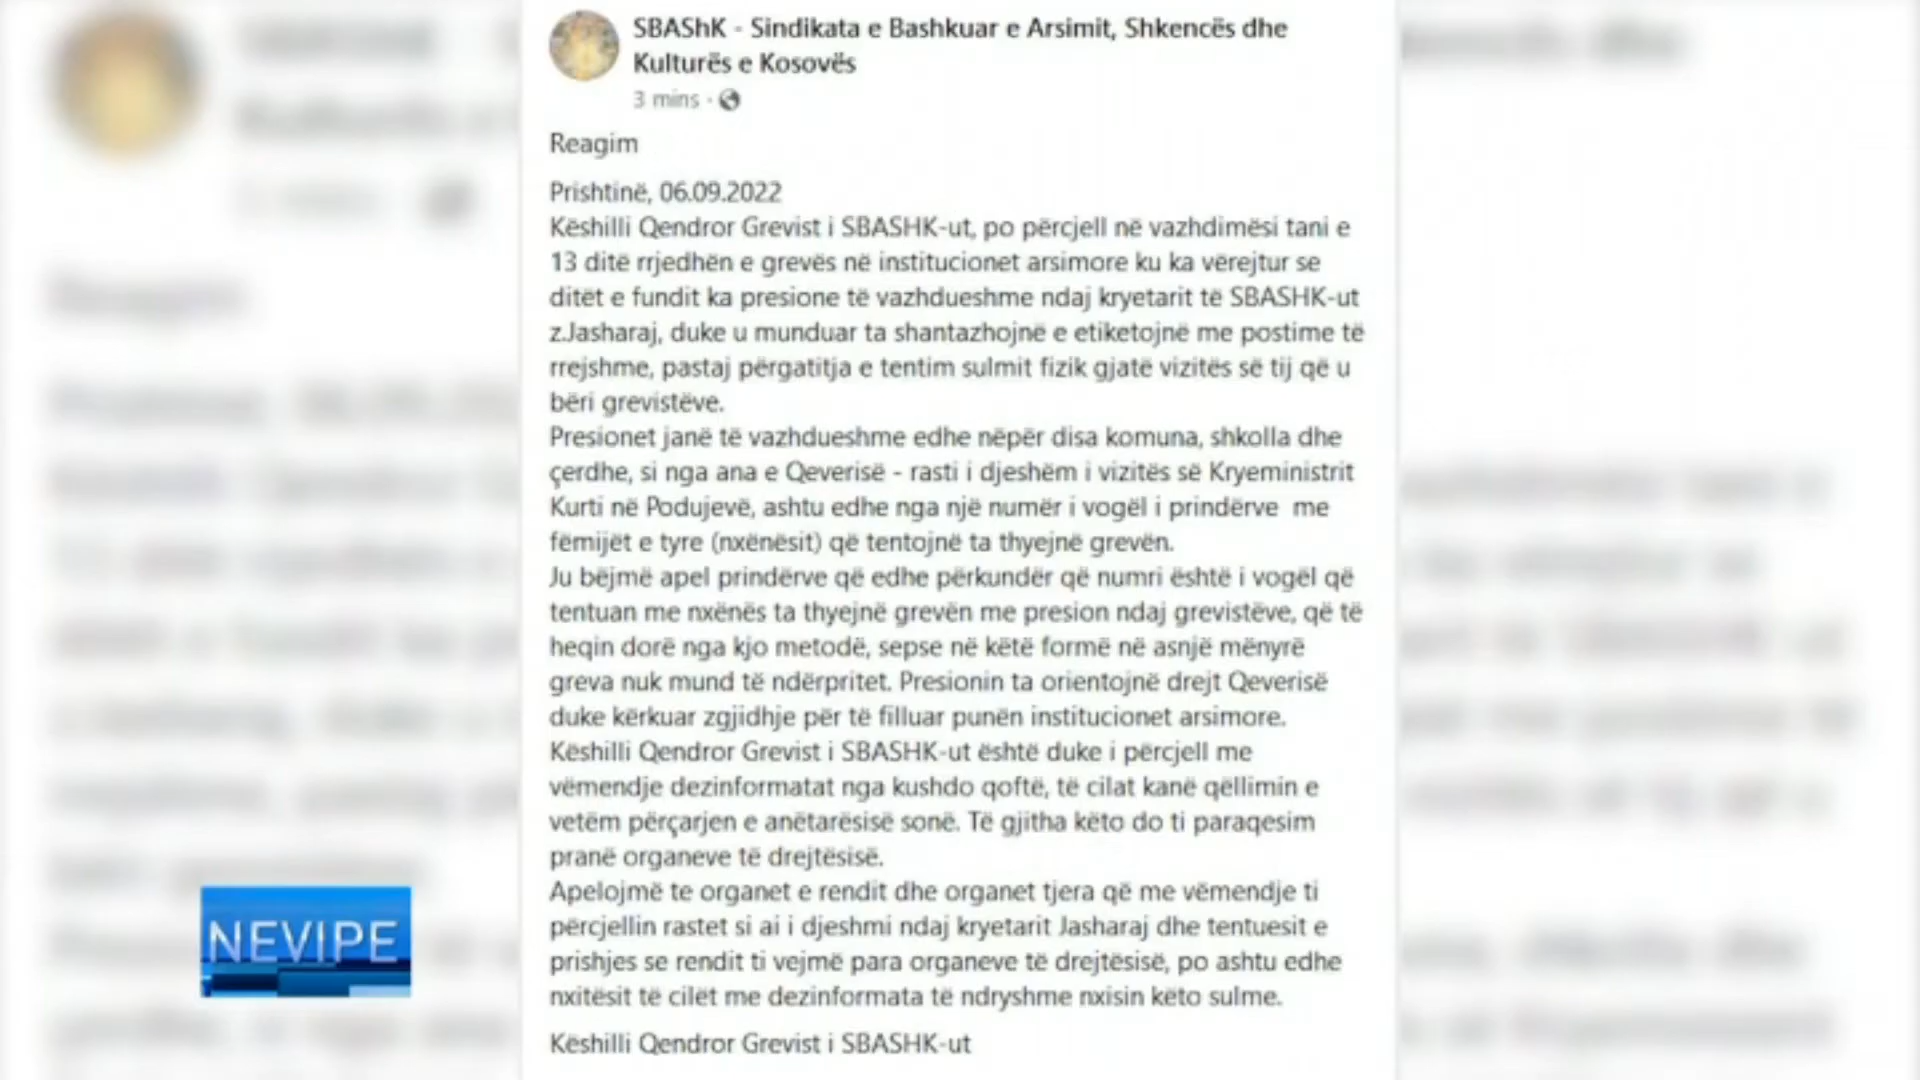 SBAShK - Sindikata e Bashkuar e Arsimit, Shkencës dhe
Kulturës e Kosovës
3 mins ·
Reagim
Prishtinë, 06.09.2022
Këshilli Qendror Grevist i SBASHK-ut, po përcjell në vazhdimësi tani e
13 ditë rrjedhën e grevës në institucionet arsimore ku ka vërejtur se
ditët e fundit ka presione të vazhdueshme ndaj kryetarit të SBASHK-ut
z.Jasharaj, duke u munduar ta shantazhojnë e etiketojnë me postime të
rrejshme, pastaj përgatitja e tentim sulmit fizik gjatë vizitës së tij që u
bëri grevistëve.
Presionet janë të vazhdueshme edhe nëpër disa komuna, shkolla dhe
çerdhe, si nga ana e Qeverisë - rasti i djeshëm i vizitës së Kryeministrit
Kurti në Podujevë, ashtu edhe nga një numër i vogël i prindërve me
fëmijët e tyre (nxënësit) që tentojnë ta thyejnë grevën.
Ju bëjmë apel prindërve që edhe përkundër që numri është i vogël që
tentuan me nxënës ta thyejnë grevën me presion ndaj grevistëve, që të
heqin dorë nga kjo metodë, sepse në këtë formë në asnjë mënyrë
greva nuk mund të ndërpritet. Presionin ta orientojnë drejt Qeverisë
duke kërkuar zgjidhje për të filluar punën institucionet arsimore.
Këshilli Qendror Grevist i SBASHK-ut është duke i përcjell me
vëmendje dezinformatat nga kushdo qoftë, të cilat kanë qëllimin e
vetëm përçarjen e anëtarësisë sonë. Të gjitha këto do ti paraqesim
pranë organeve të drejtësisë.
Apelojmë te organet e rendit dhe organet tjera që me vëmendje ti
përcjellin rastet si ai i djeshmi ndaj kryetarit Jasharaj dhe tentuesit e
prishjes se rendit ti vejmë para organeve të drejtësisë, po ashtu edhe
nxitësit të cilët me dezinformata të ndryshme nxisin këto sulme.
Këshilli Qendror Grevist i SBASHK-ut
NEVIPE